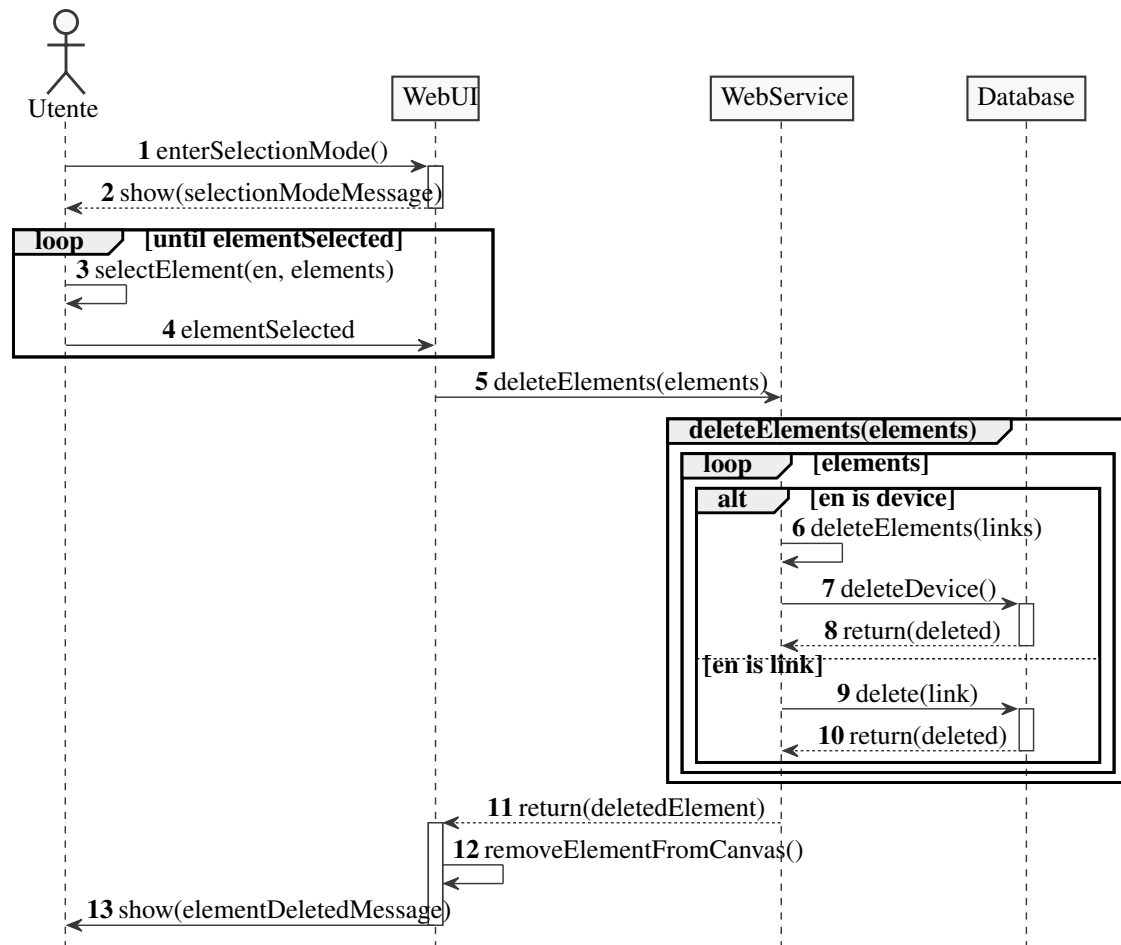 Utente
WebUI
WebService
Database
1 enterSelectionMode()
2 show(selectionModeMessage)
loop [until elementSelected]
3 selectElement(en, elements)
4 elementSelected
5 deleteElements(elements)
deleteElements(elements)
loop [elements]
alt [en is device]
6 deleteElements(links)
7 deleteDevice()
8 return(deleted)
[en is link]
9 delete(link)
10 return(deleted)
11 return(deletedElement)
12 removeElementFromCanvas()
13 show(elementDeletedMessage)